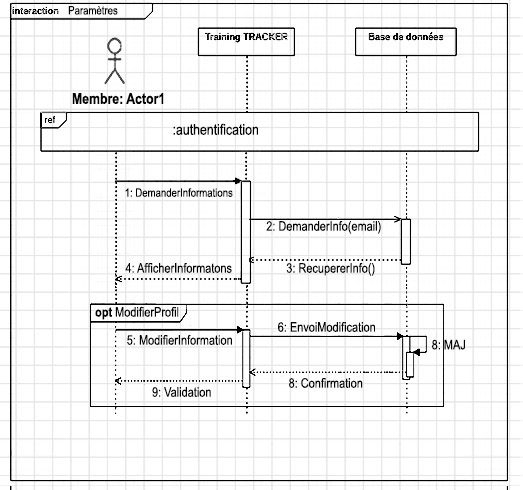 interaction Paramètres
Training TRACKER
Base de données
Membre: Actor1
ref
:authentification
1: DemanderInformations
2: DemanderInfo(email)
4: AfficherInformatons
3: RecupererInfo()
opt ModifierProfil
6: EnvoiModification
5: ModifierInformation
8: MAJ
8: Confirmation
9: Validation